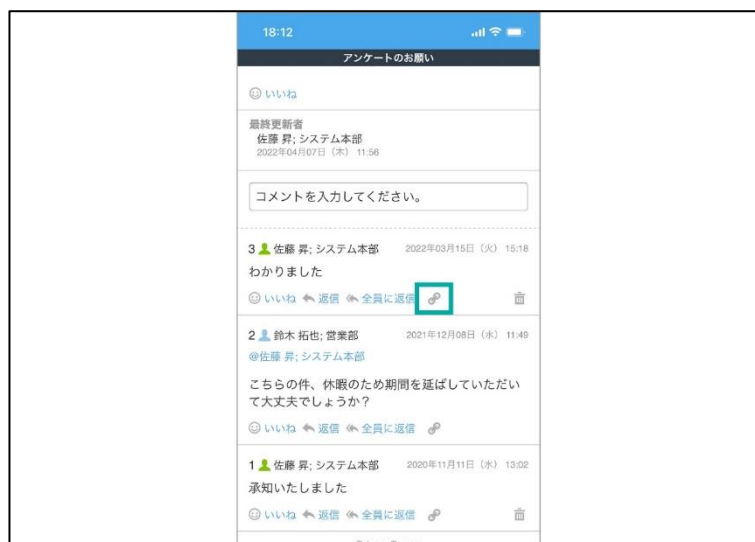 18:12
アンケートのお願い
いいね
最終更新者
佐藤 昇; システム本部
2022年04月07日（木） 11:56
コメントを入力してください。
3 佐藤 昇; システム本部 2022年03月15日（火） 15:18
わかりました
いいね 返信 全員に返信
2 鈴木 拓也; 営業部 2021年12月08日（水） 11:49
@佐藤 昇; システム本部
こちらの件、休暇のため期間を延ばしていただい
て大丈夫でしょうか？
いいね 返信 全員に返信
1 佐藤 昇; システム本部 2020年11月11日（水） 13:02
承知いたしました
いいね 返信 全員に返信